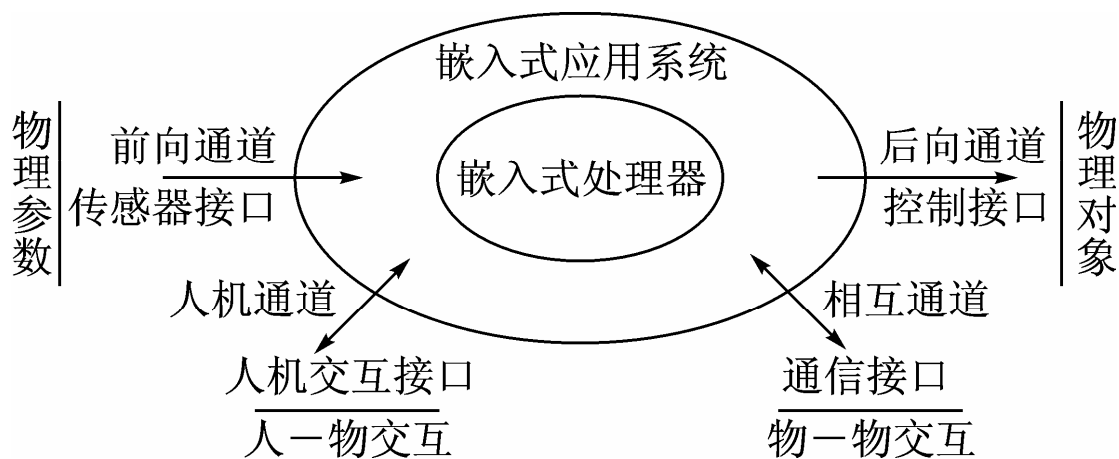 嵌入式应用系统
物理参数
前向通道
传感器接口
嵌入式处理器
后向通道
控制接口
物理对象
人机通道
相互通道
人机交互接口
人－物交互
通信接口
物－物交互